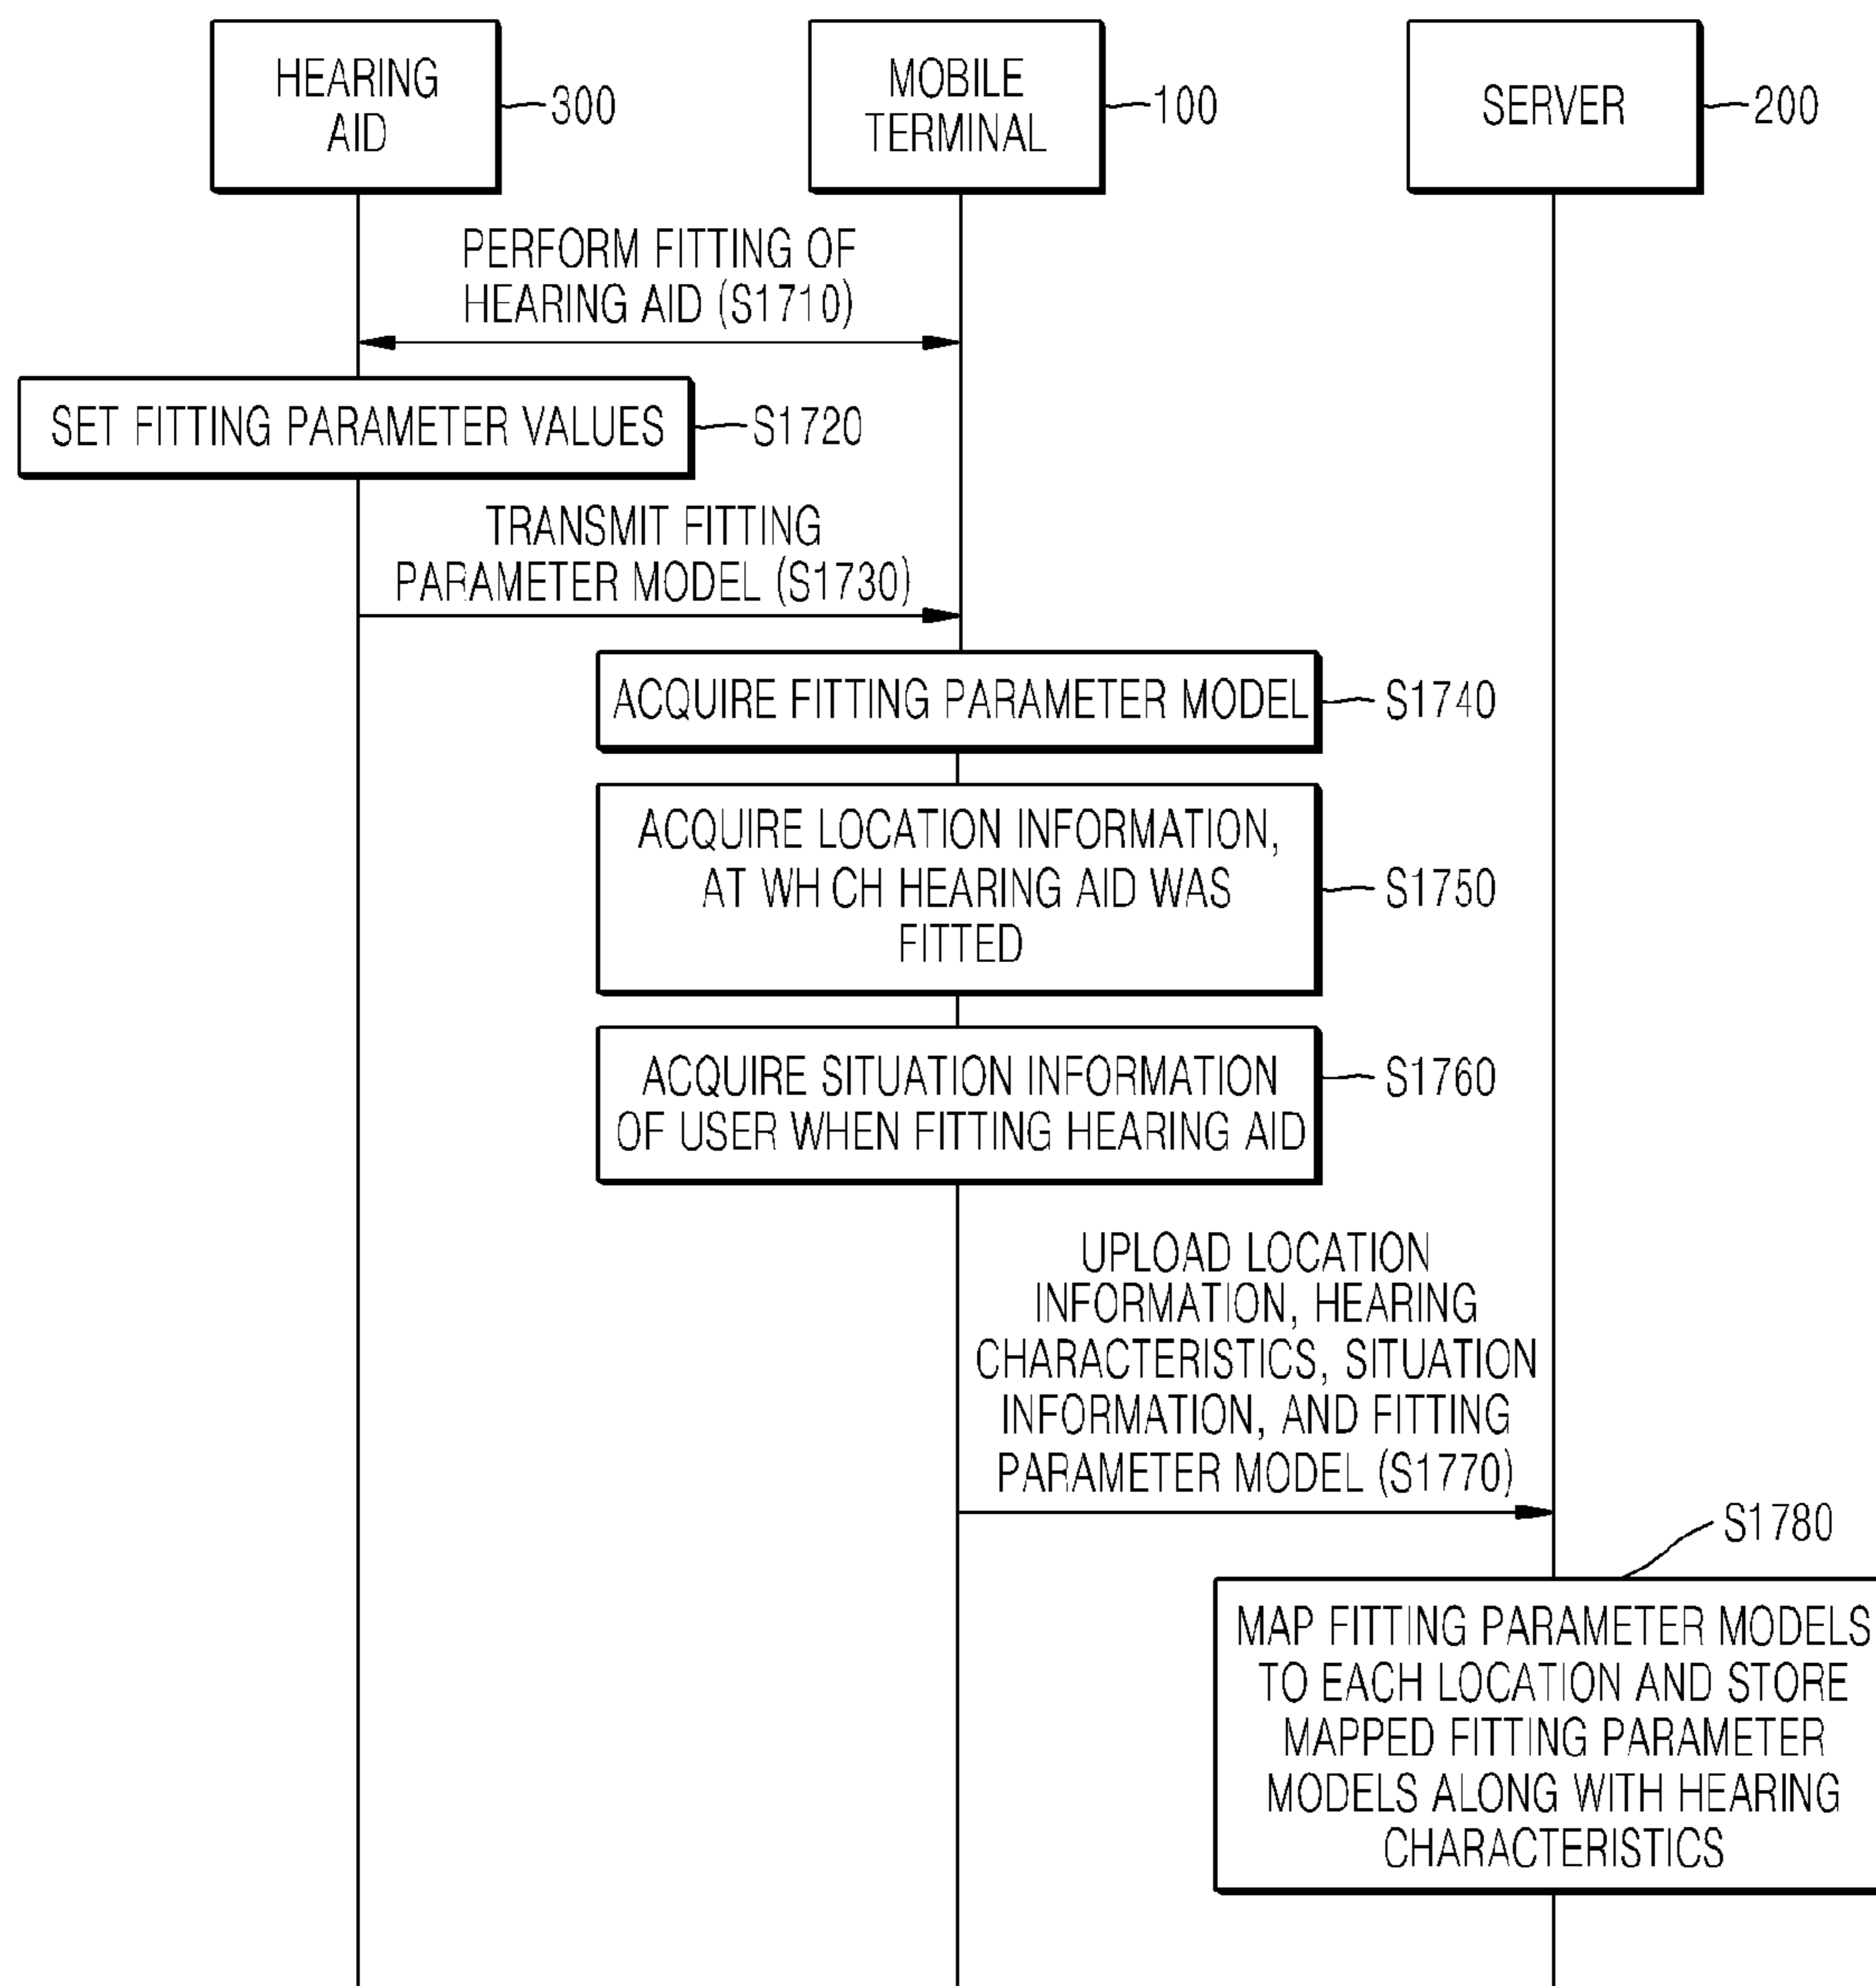 HEARING
AID
300
MOBILE
TERMINAL
100
SERVER
200
PERFORM FITTING OF
HEARING AID (S1710)
SET FITTING PARAMETER VALUES
S1720
TRANSMIT FITTING
PARAMETER MODEL (S1730)
ACQUIRE FITTING PARAMETER MODEL
S1740
ACQUIRE LOCATION INFORMATION,
AT WH CH HEARING AID WAS
FITTED
S1750
ACQUIRE SITUATION INFORMATION
OF USER WHEN FITTING HEARING AID
S1760
UPLOAD LOCATION
INFORMATION, HEARING
CHARACTERISTICS, SITUATION
INFORMATION, AND FITTING
PARAMETER MODEL (S1770)
S1780
MAP FITTING PARAMETER MODELS
TO EACH LOCATION AND STORE
MAPPED FITTING PARAMETER
MODELS ALONG WITH HEARING
CHARACTERISTICS